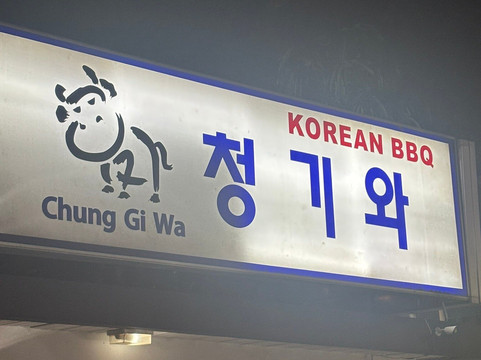 KOREAN BBQ
청기와
Chung Gi Wa